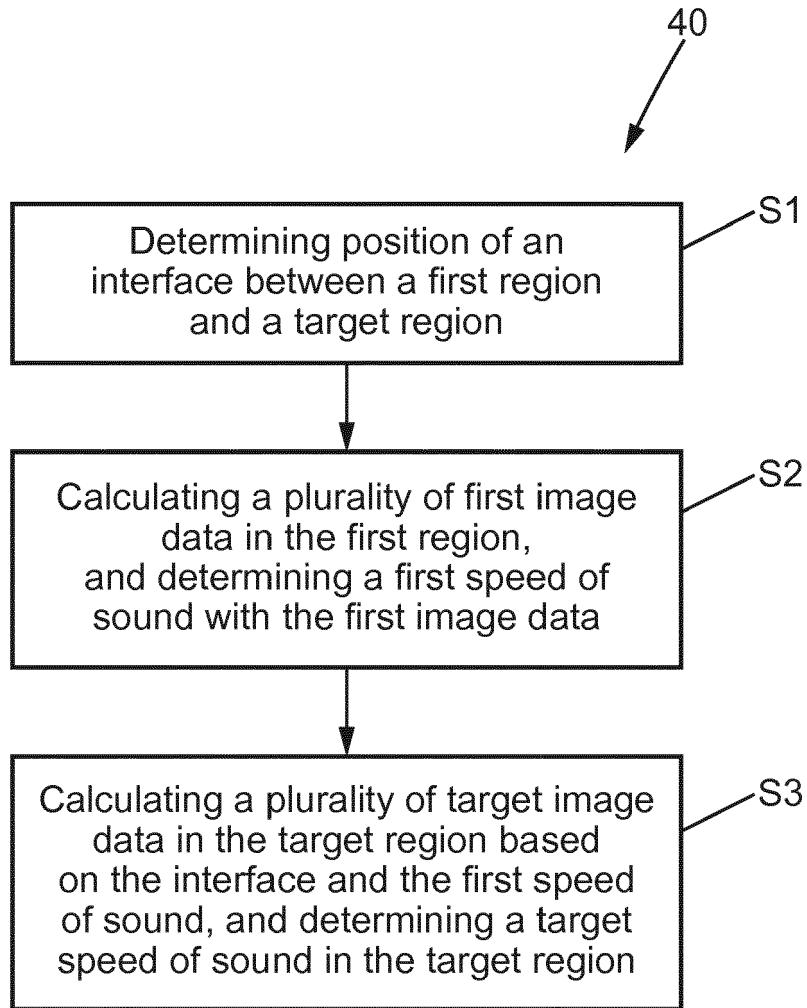 40
S1
Determining position of an
interface between a first region
and a target region
S2
Calculating a plurality of first image
data in the first region,
and determining a first speed of
sound with the first image data
S3
Calculating a plurality of target image
data in the target region based
on the interface and the first speed
of sound, and determining a target
speed of sound in the target region